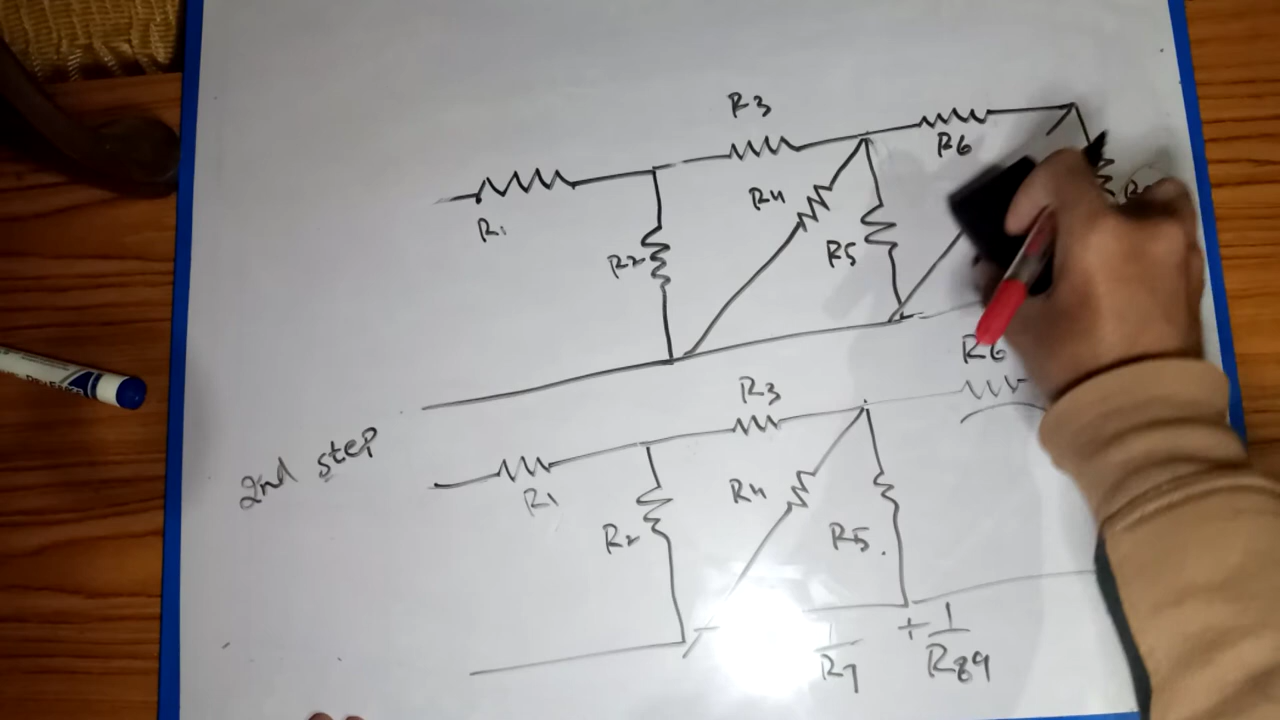 R3
R6
R4
R1
R2
R5
R6
R3
2nd step
R1
R4
R2
R5.
1/R7 + 1/R89